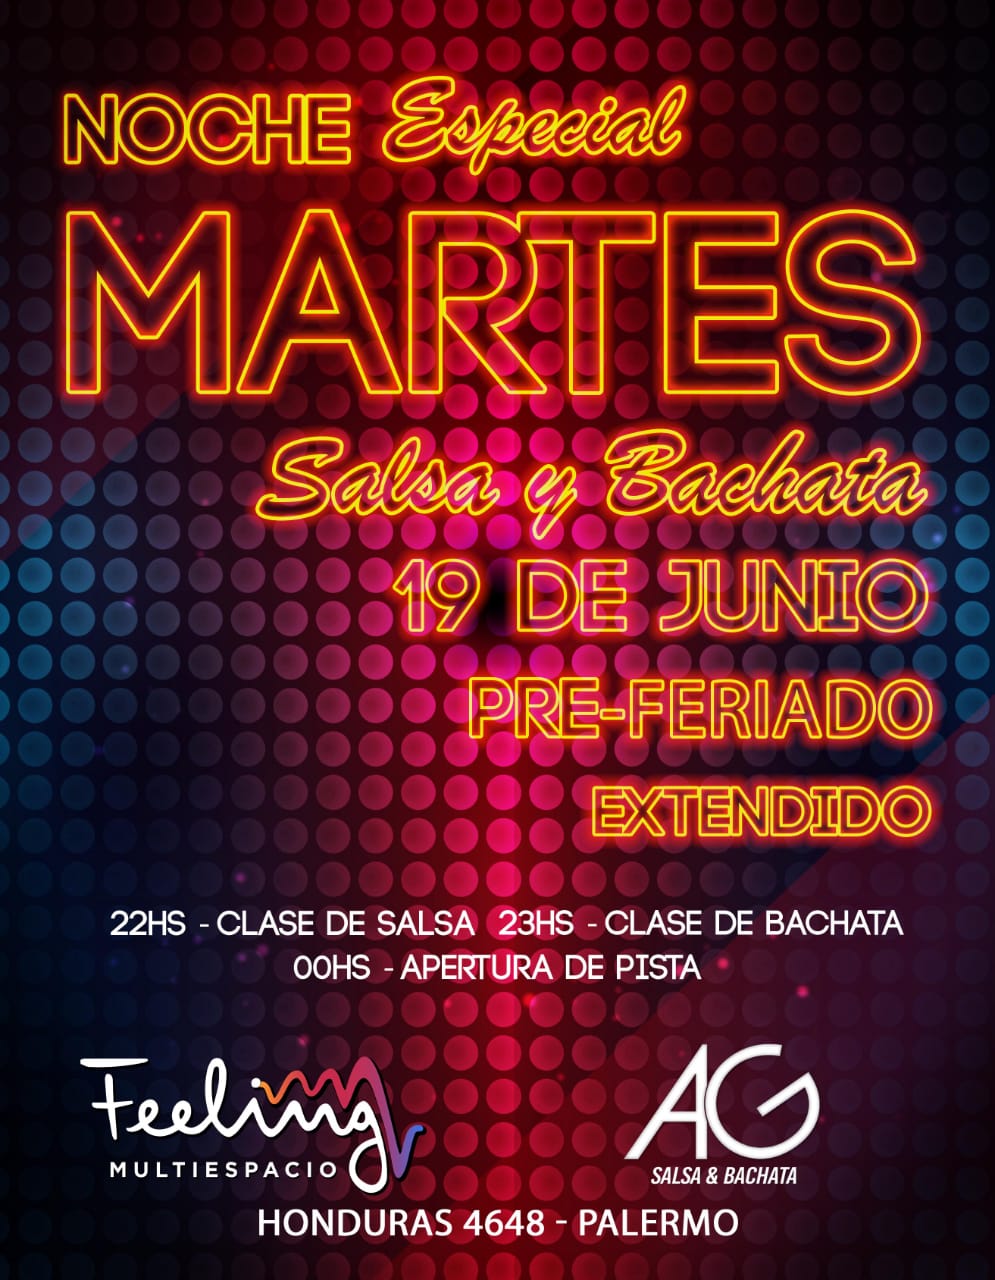 NOCHE Especial
MARTES
Salsa y Bachata
19 DE JUNIO
PRE-FERIADO
EXTENDIDO
22HS - CLASE DE SALSA 23HS - CLASE DE BACHATA
00HS - APERTURA DE PISTA
Feeling
MULTIESPACIO
AG
SALSA & BACHATA
HONDURAS 4648 - PALERMO